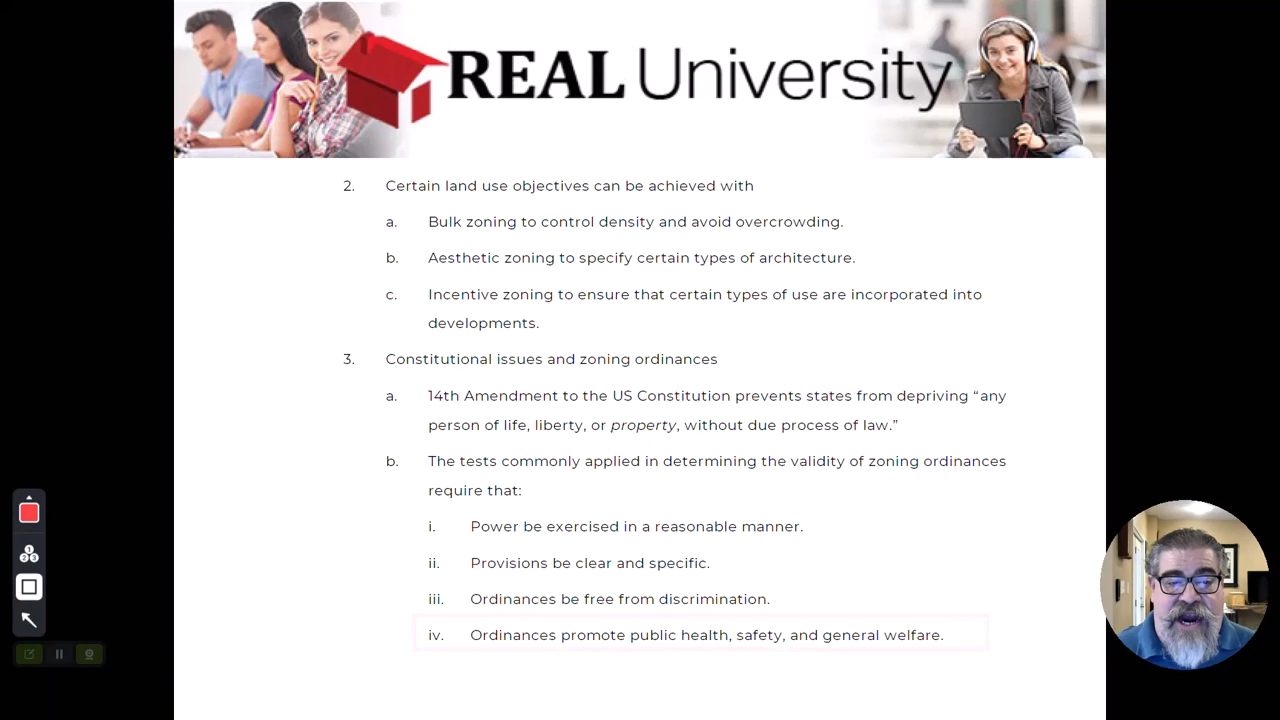 REAL University
2. Certain land use objectives can be achieved with
a. Bulk zoning to control density and avoid overcrowding.
b. Aesthetic zoning to specify certain types of architecture.
c. Incentive zoning to ensure that certain types of use are incorporated into
developments.
3. Constitutional issues and zoning ordinances
a. 14th Amendment to the US Constitution prevents states from depriving “any
person of life, liberty, or property, without due process of law.”
b. The tests commonly applied in determining the validity of zoning ordinances
require that:
i. Power be exercised in a reasonable manner.
ii. Provisions be clear and specific.
iii. Ordinances be free from discrimination.
iv. Ordinances promote public health, safety, and general welfare.